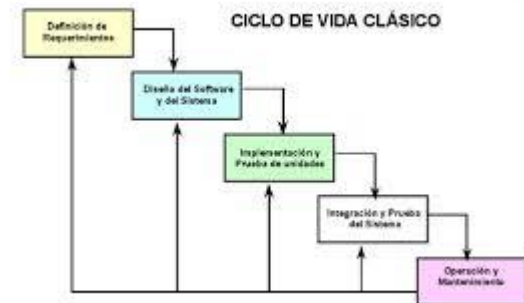 CICLO DE VIDA CLÁSICO
Definición de
Requerimientos
Diseño del Software
y del Sistema
Implementación y
Prueba de unidades
Integración y Prueba
del Sistema
Operación y
Mantenimiento